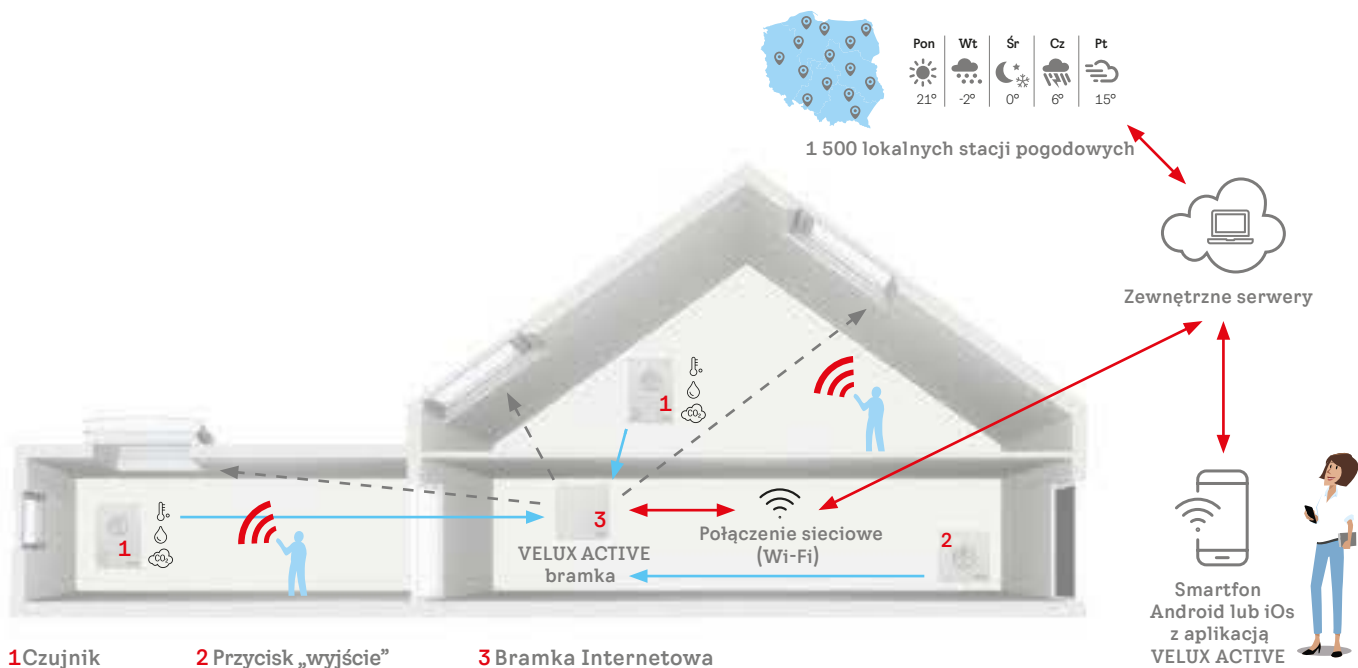 Pon Wt Śr Cz Pt
21° -2° 0° 6° 15°
1 500 lokalnych stacji pogodowych
Zewnętrzne serwery
1
CO₂
1
CO₂
3
VELUX ACTIVE
bramka
Połączenie sieciowe
(Wi-Fi)
2
Smartfon
Android lub iOs
z aplikacją
VELUX ACTIVE
1 Czujnik
2 Przycisk „wyjście”
3 Bramka Internetowa